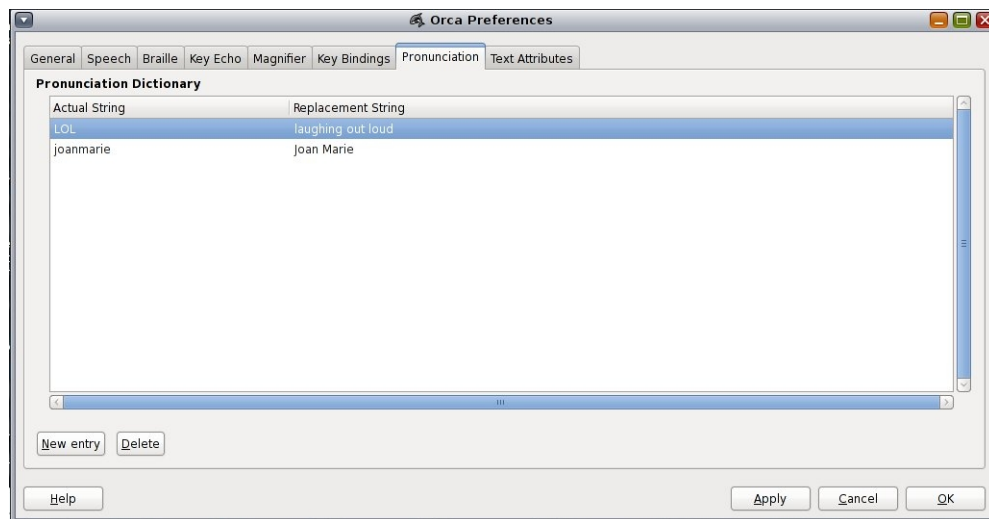 Orca Preferences
General Speech Braille Key Echo Magnifier Key Bindings Pronunciation Text Attributes
Pronunciation Dictionary
Actual String Replacement String
LOL laughing out loud
joanmarie Joan Marie
New entry Delete
Help Apply Cancel OK